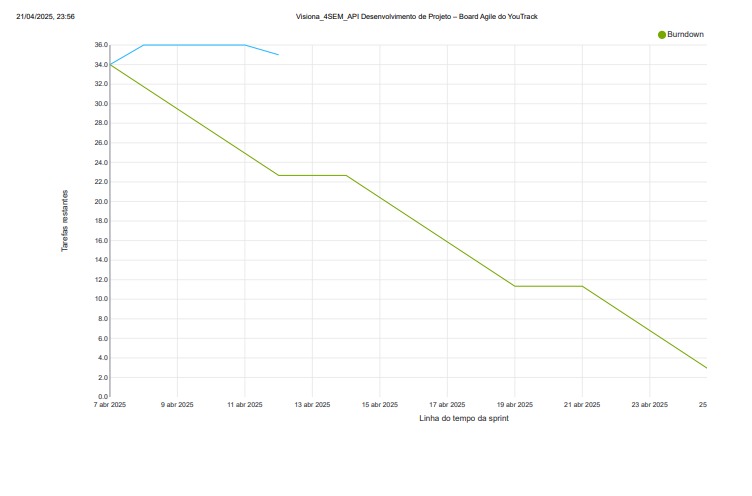 21/04/2025, 23:56
Visiona_4SEM_API Desenvolvimento de Projeto – Board Agile do YouTrack
Burndown
36.0
34.0
32.0
30.0
28.0
26.0
24.0
22.0
20.0
18.0
16.0
14.0
12.0
10.0
8.0
6.0
4.0
2.0
0.0
Tarefas restantes
7 abr 2025
9 abr 2025
11 abr 2025
13 abr 2025
15 abr 2025
17 abr 2025
19 abr 2025
21 abr 2025
23 abr 2025
25
Linha do tempo da sprint